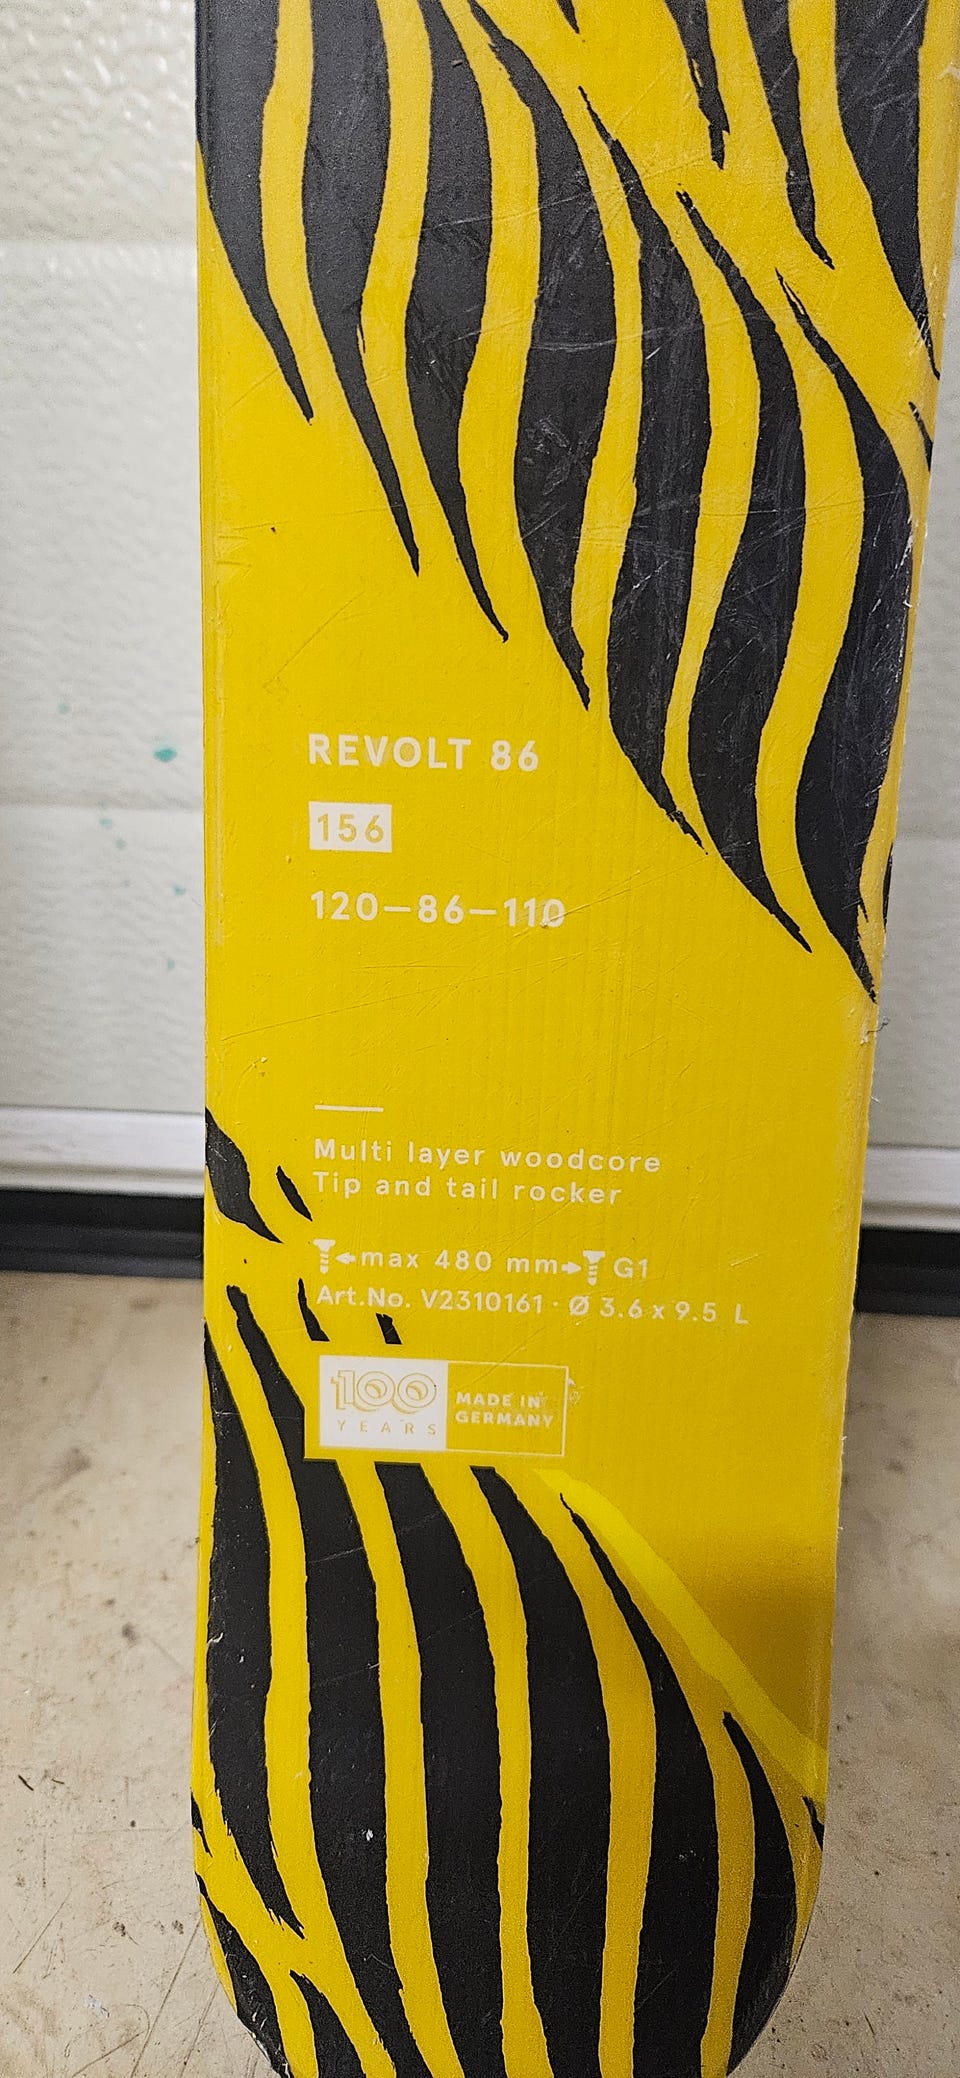 REVOLT 86
156
120—86—110
Multi layer woodcore
Tip and tail rocker
max 480 mm G1
Art.No. V2310161 · Ø 3.6 x 9.5 L
100
YEARS
MADE IN
GERMANY